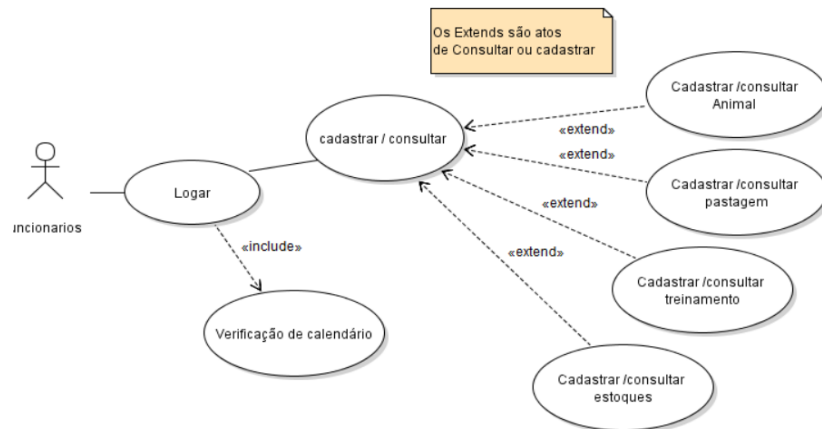 Os Extends são atos
de Consultar ou cadastrar
Cadastrar /consultar
Animal
«extend»
cadastrar / consultar
«extend»
Cadastrar /consultar
pastagem
Logar
uncionarios
«extend»
«include»
«extend»
Cadastrar /consultar
treinamento
Verificação de calendário
Cadastrar /consultar
estoques